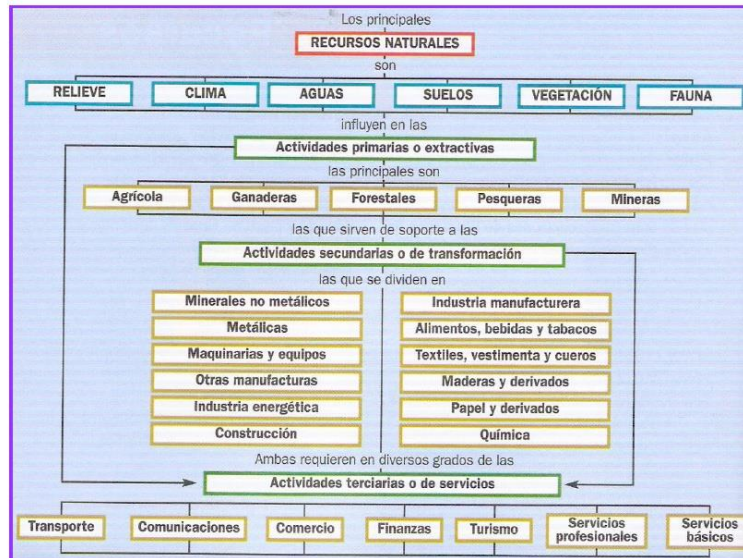 Los principales
RECURSOS NATURALES
son
RELIEVE CLIMA AGUAS SUELOS VEGETACIÓN FAUNA
influyen en las
Actividades primarias o extractivas
las principales son
Agrícola Ganaderas Forestales Pesqueras Mineras
las que sirven de soporte a las
Actividades secundarias o de transformación
las que se dividen en
Minerales no metálicos
Metálicas
Maquinarias y equipos
Otras manufacturas
Industria energética
Construcción
Industria manufacturera
Alimentos, bebidas y tabacos
Textiles, vestimenta y cueros
Maderas y derivados
Papel y derivados
Química
Ambas requieren en diversos grados de las
Actividades terciarias o de servicios
Transporte Comunicaciones Comercio Finanzas Turismo
Servicios
profesionales
Servicios
básicos